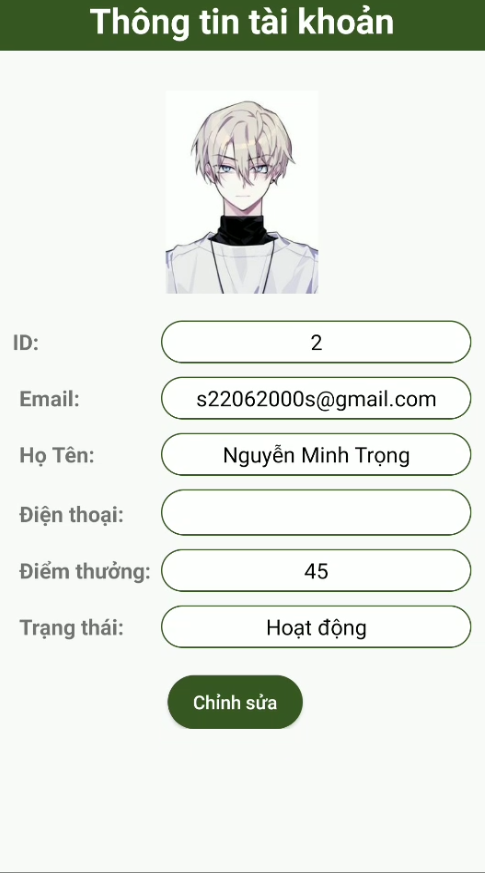 Thông tin tài khoản
ID: 2
Email: s22062000s@gmail.com
Họ Tên: Nguyễn Minh Trọng
Điện thoại:
Điểm thưởng: 45
Trạng thái: Hoạt động
Chỉnh sửa